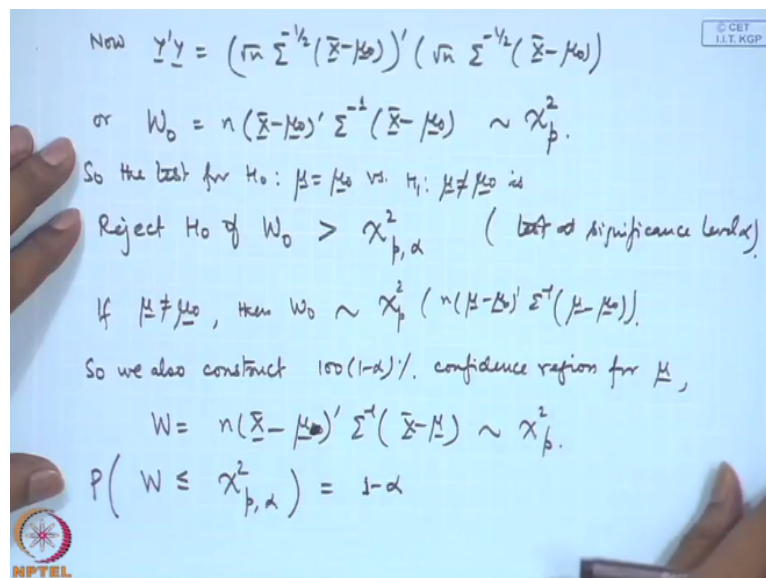 © CET
I.I.T. KGP
Now Y'Y = (√n Σ^{-1/2} (X̄-μ₀))' (√n Σ^{-1/2} (X̄-μ₀))
or W₀ = n(X̄-μ₀)' Σ^{-1} (X̄-μ₀) ~ χ²_p.
So the test for H₀: μ=μ₀ vs. H₁: μ≠μ₀ is
Reject H₀ if W₀ > χ²_{p,α} (test at significance level α).
If μ≠μ₀, then W₀ ~ χ²_p (n(μ-μ₀)' Σ^{-1}(μ-μ₀)).
So we also construct 100(1-α)%. confidence region for μ,
W = n(X̄-μ)' Σ^{-1}(X̄-μ) ~ χ²_p.
P(W ≤ χ²_{p,α}) = 1-α
NPTEL